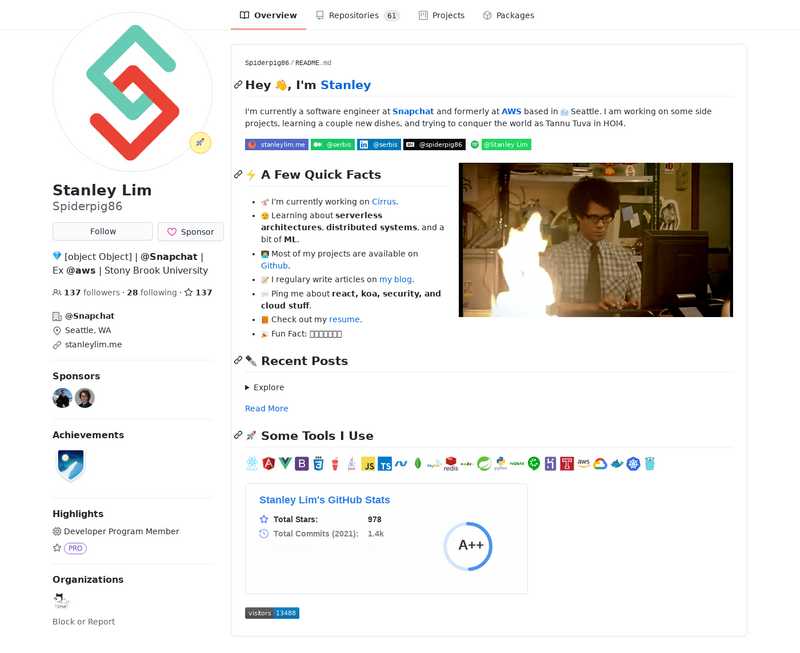 Overview
Repositories 61
Projects
Packages
Stanley Lim
Spiderpig86
Follow
Sponsor
[object Object] | @Snapchat |
Ex @aws | Stony Brook University
137 followers · 28 following · 137
@Snapchat
Seattle, WA
stanleylim.me
Sponsors
Achievements
Highlights
Developer Program Member
PRO
Organizations
Block or Report
Spiderpig86/README.md
Hey 👋, I'm Stanley
I'm currently a software engineer at Snapchat and formerly at AWS based in Seattle. I am working on some side
projects, learning a couple new dishes, and trying to conquer the world as Tannu Tuva in HOI4.
stanleylim.me @serbis @serbis @spiderpig86 @Stanley Lim
⚡ A Few Quick Facts
I'm currently working on Cirrus.
Learning about serverless
architectures, distributed systems, and a
bit of ML.
Most of my projects are available on
Github.
I regulary write articles on my blog.
Ping me about react, koa, security, and
cloud stuff.
Check out my resume.
Fun Fact:
Recent Posts
Explore
Read More
Some Tools I Use
JS TS redis python aws
Stanley Lim's GitHub Stats
Total Stars: 978
Total Commits (2021): 1.4k
A++
visitors 13488